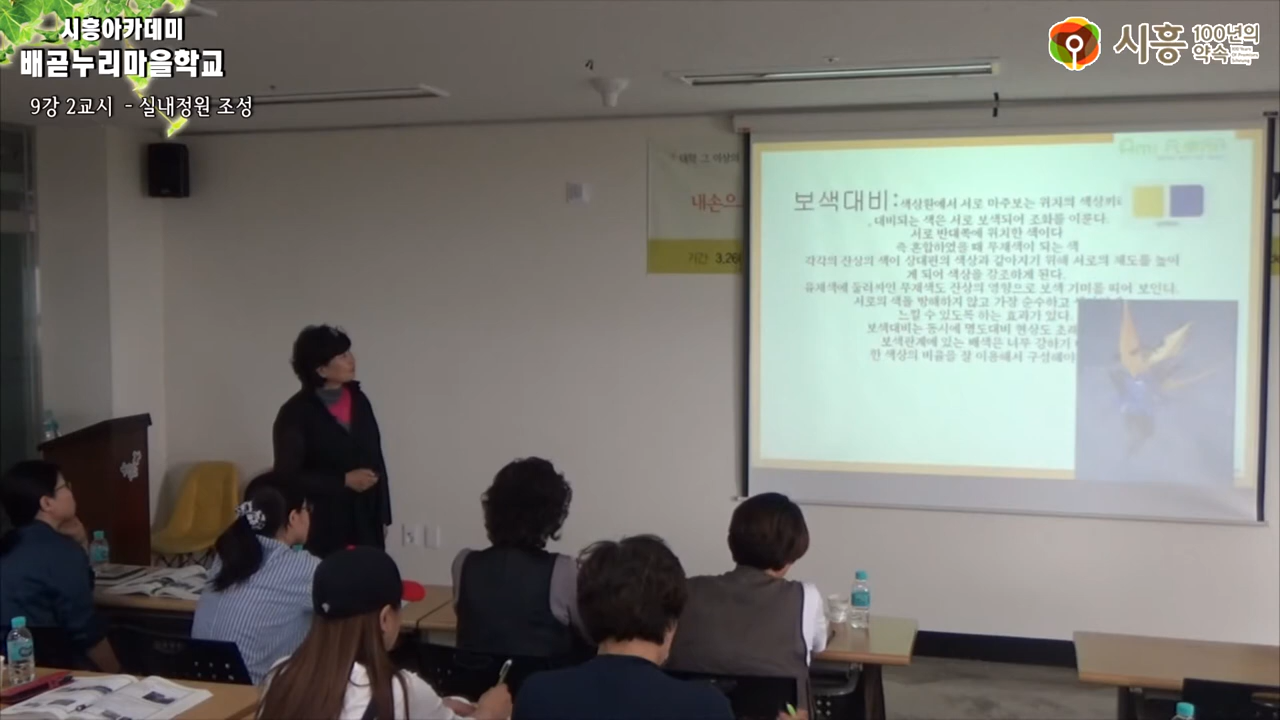 시흥아카데미
배곧누리마을학교
9강 2교시 - 실내정원 조성
시흥 100년의
약속
내손으
기간 3.26(
보색대비:색상환에서 서로 마주보는 위치의 색상끼리
대비되는 색은 서로 보색되어 조화를 이룬다.
서로 반대쪽에 위치한 색이다
즉 혼합하였을 때 무채색이 되는 색
각각의 잔상의 색이 상대편의 색상과 같아지기 위해 서로의 채도를 높이
게 되어 색상을 강조하게 된다.
유채색에 둘러싸인 무채색도 잔상의 영향으로 보색 기미를 띠어 보인다.
서로의 색을 방해하지 않고 가장 순수하고
느낄 수 있도록 하는 효과가 있다.
보색대비는 동시에 명도대비 현상도 초래
보색관계에 있는 배색은 너무 강하기
한 색상의 비율을 잘 이용해서 구성해야